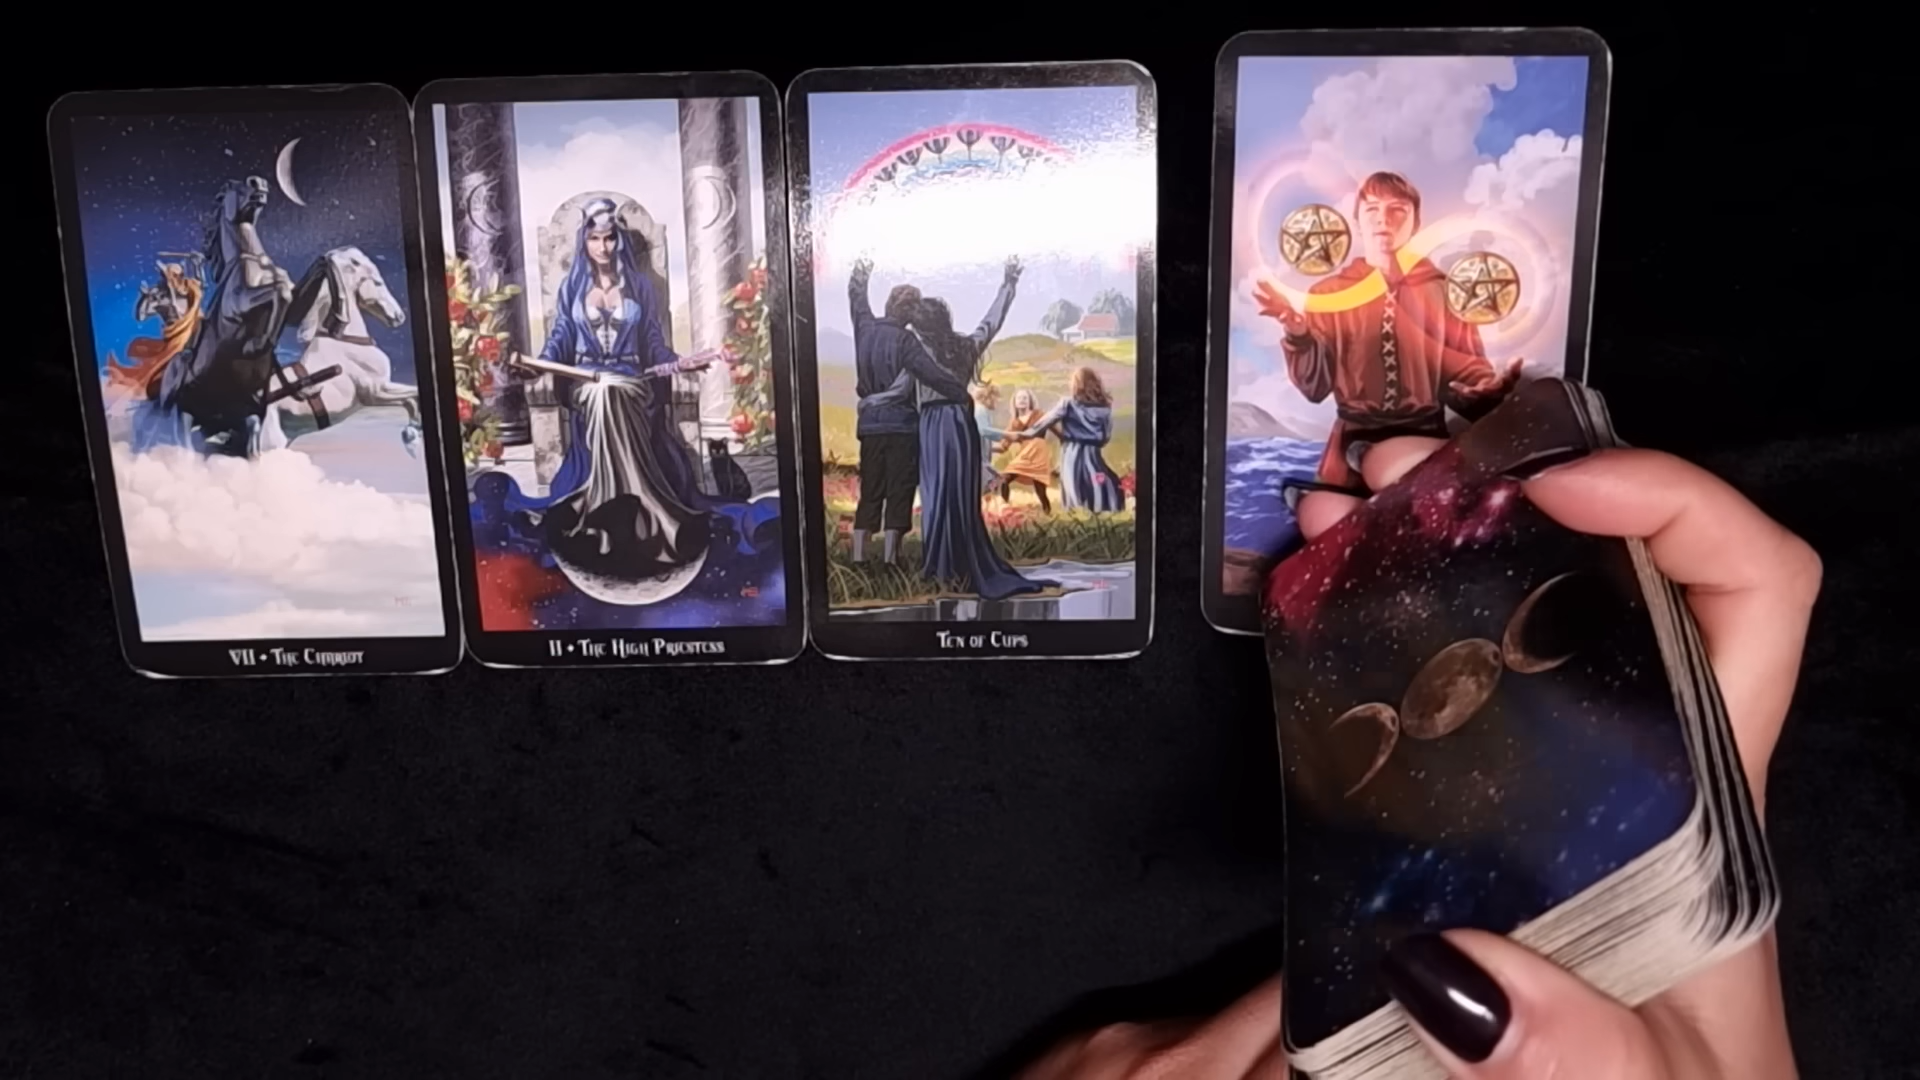 VII • The Chariot
II • The High Priestess
Ten of Cups